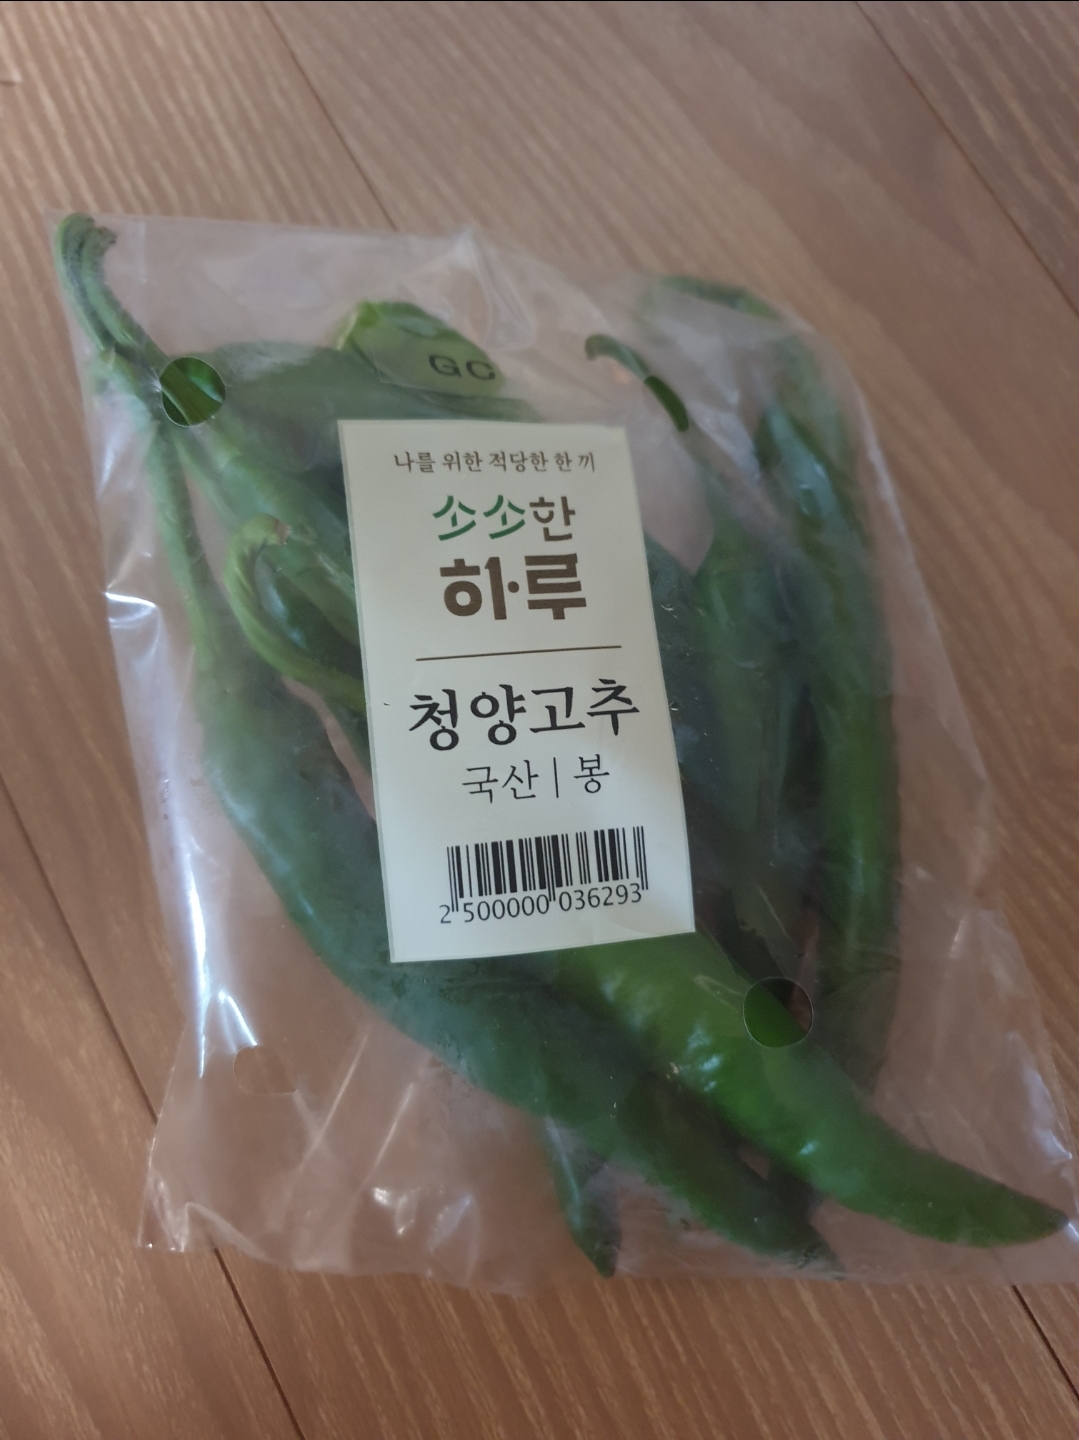 GC
나를 위한 적당한 한 끼
소소한
하루
청양고추
국산 | 봉
2 500000 036293